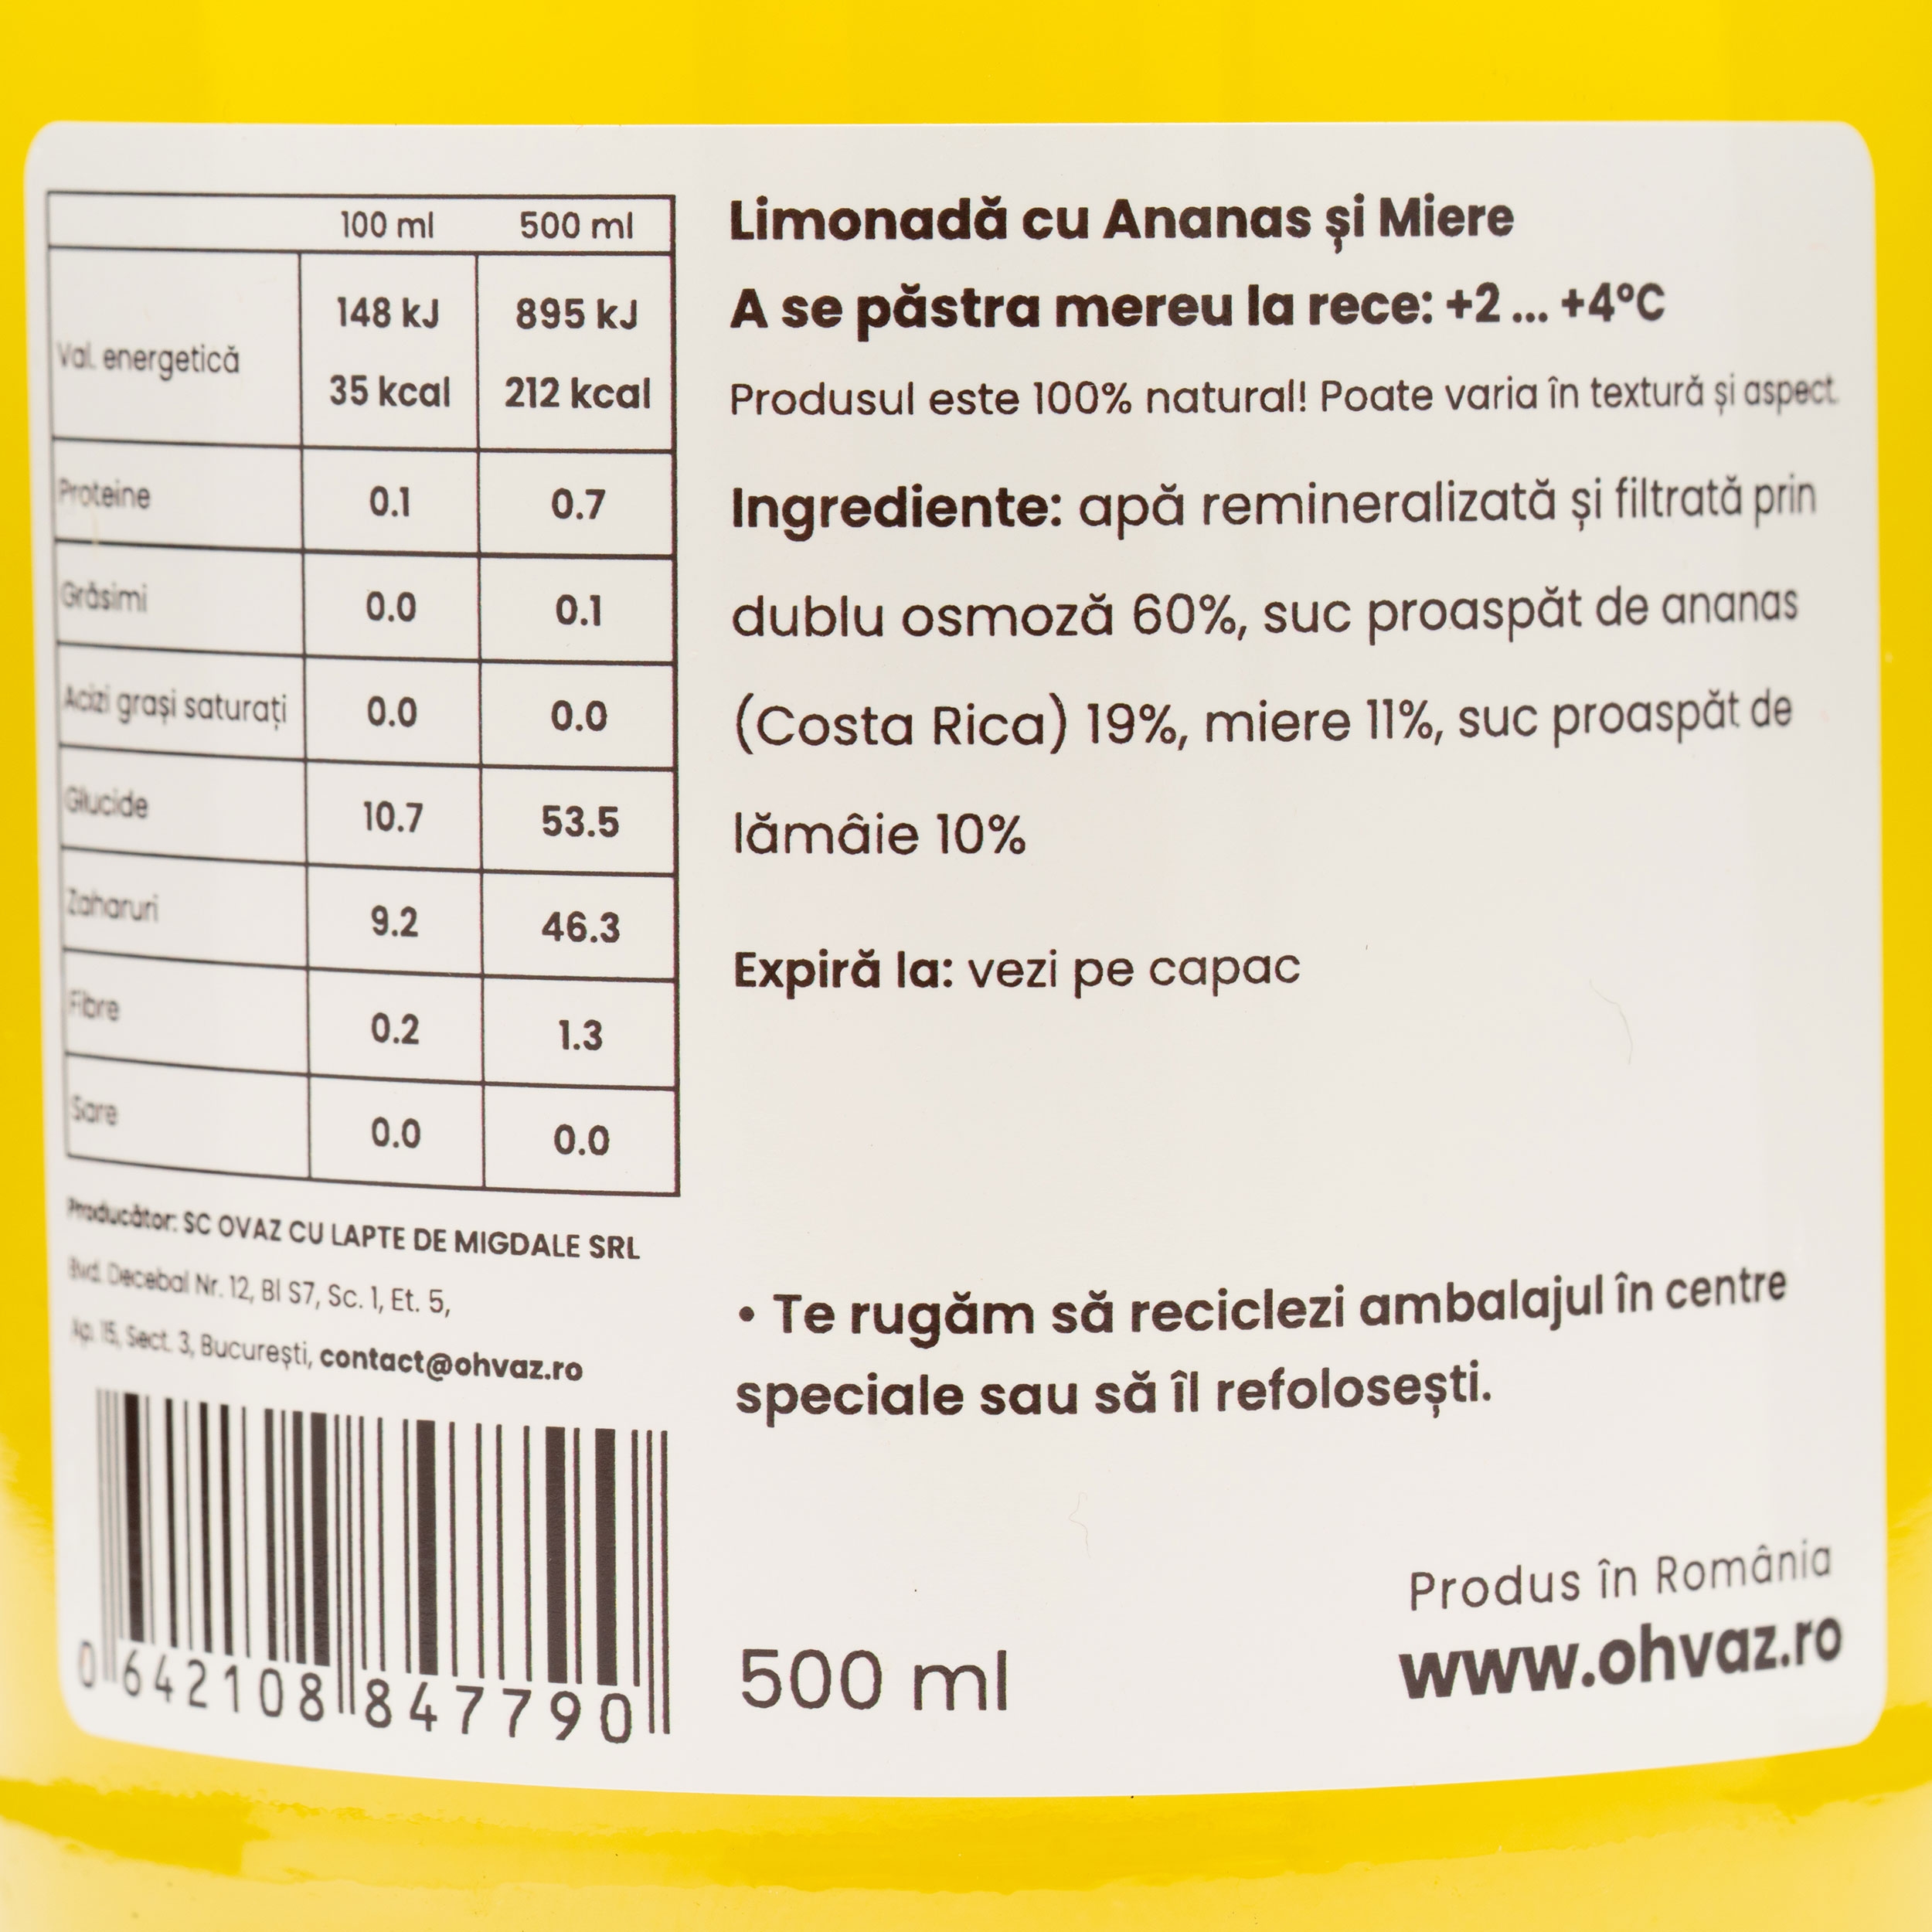 100 ml 500 ml
Val. energetică 148 kJ 895 kJ
35 kcal 212 kcal
Proteine 0.1 0.7
Grăsimi 0.0 0.1
Acizi grași saturați 0.0 0.0
Glucide 10.7 53.5
Zaharuri 9.2 46.3
Fibre 0.2 1.3
Sare 0.0 0.0
Producător: SC OVAZ CU LAPTE DE MIGDALE SRL
Bvd. Decebal Nr. 12, Bl S7, Sc. 1, Et. 5,
Ap. 15, Sect. 3, București, contact@ohvaz.ro
0 642108 847790
Limonadă cu Ananas și Miere
A se păstra mereu la rece: +2 ... +4°C
Produsul este 100% natural! Poate varia în textură și aspect.
Ingrediente: apă remineralizată și filtrată prin
dublu osmoză 60%, suc proaspăt de ananas
(Costa Rica) 19%, miere 11%, suc proaspăt de
lămâie 10%
Expiră la: vezi pe capac
• Te rugăm să reciclezi ambalajul în centre
speciale sau să îl refolosești.
500 ml
Produs în România
www.ohvaz.ro